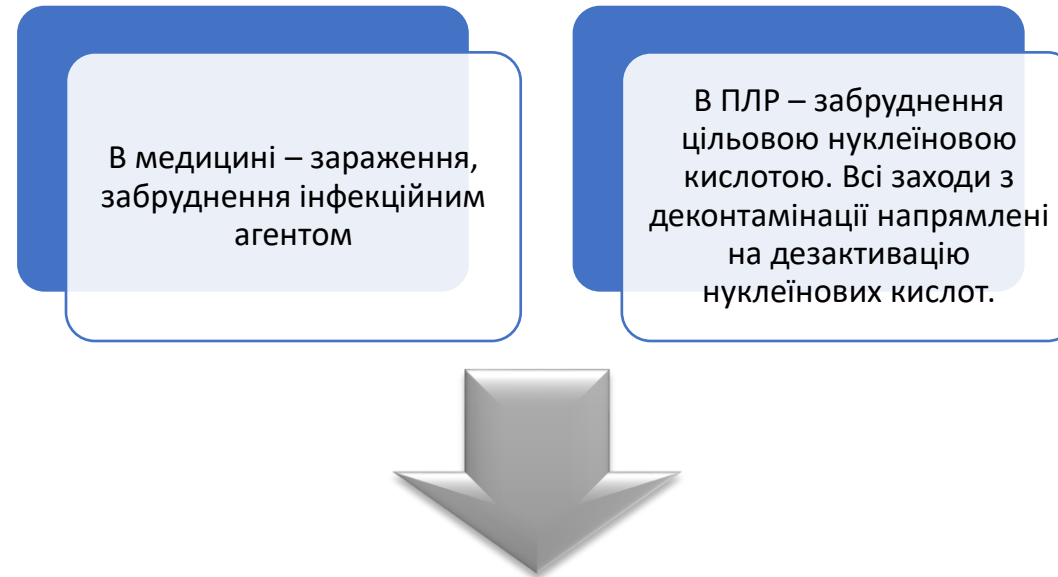 В медицині – зараження,
забруднення інфекційним
агентом
В ПЛР – забруднення
цільовою нуклеїновою
кислотою. Всі заходи з
деконтамінації напрямлені
на дезактивацію
нуклеїнових кислот.